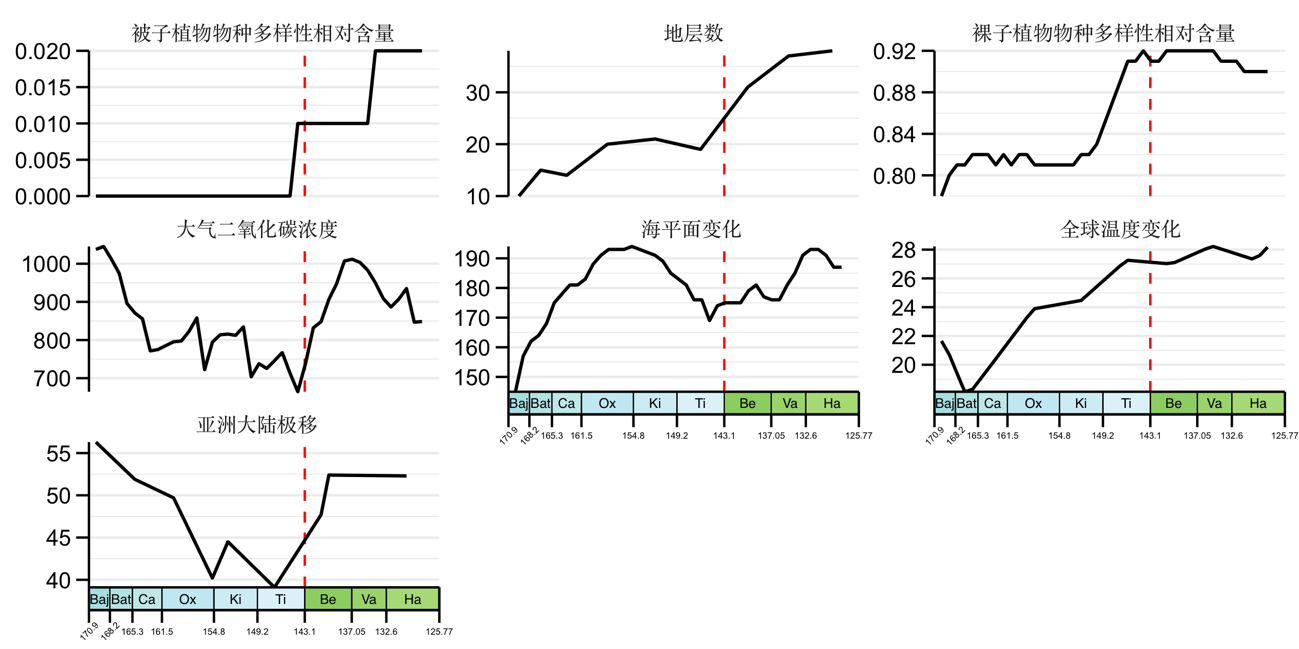 被子植物物种多样性相对含量
0.020
0.015
0.010
0.005
0.000
地层数
30
20
10
裸子植物物种多样性相对含量
0.92
0.88
0.84
0.80
大气二氧化碳浓度
1000
900
800
700
海平面变化
190
180
170
160
150
Baj Bat Ca Ox Ki Ti Be Va Ha
170.9 168.2 165.3 161.5 154.8 149.2 143.1 137.05 132.6 125.77
全球温度变化
28
26
24
22
20
Baj Bat Ca Ox Ki Ti Be Va Ha
170.9 168.2 165.3 161.5 154.8 149.2 143.1 137.05 132.6 125.77
亚洲大陆极移
55
50
45
40
Baj Bat Ca Ox Ki Ti Be Va Ha
170.9 168.2 165.3 161.5 154.8 149.2 143.1 137.05 132.6 125.77